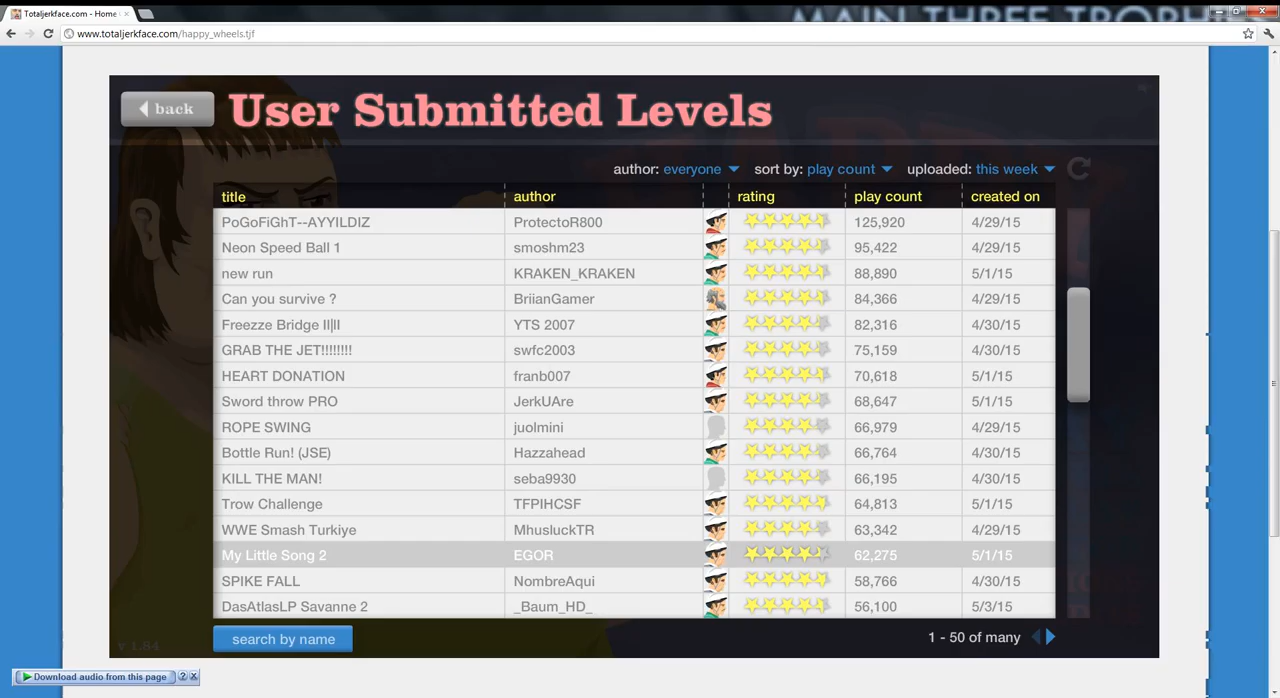 Totaljerkface.com - Home
MAIN THREE TROPHI
www.totaljerkface.com/happy_wheels.tjf
back
User Submitted Levels
author: everyone sort by: play count uploaded: this week
title author rating play count created on
PoGoFiGhT--AYYILDIZ ProtectoR800 125,920 4/29/15
Neon Speed Ball 1 smoshm23 95,422 4/29/15
new run KRAKEN_KRAKEN 88,890 5/1/15
Can you survive ? BriianGamer 84,366 4/29/15
Freezze Bridge II|II YTS 2007 82,316 4/30/15
GRAB THE JET!!!!!!!! swfc2003 75,159 4/30/15
HEART DONATION franb007 70,618 5/1/15
Sword throw PRO JerkUAre 68,647 5/1/15
ROPE SWING juolmini 66,979 4/29/15
Bottle Run! (JSE) Hazzahead 66,764 4/30/15
KILL THE MAN! seba9930 66,195 4/30/15
Trow Challenge TFPIHCSF 64,813 5/1/15
WWE Smash Turkiye MhusluckTR 63,342 4/29/15
My Little Song 2 EGOR 62,275 5/1/15
SPIKE FALL NombreAqui 58,766 4/30/15
DasAtlasLP Savanne 2 _Baum_HD_ 56,100 5/3/15
search by name 1 - 50 of many
v 1.84
Download audio from this page ? X